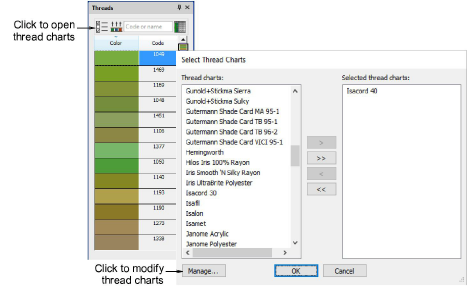 Threads
Click to open
thread charts
Code or name
Color
Code
1049
1469
1169
1048
1451
1106
1377
1050
1140
1193
1190
1273
1338
Select Thread Charts
Thread charts:
Gunold+Stickma Sierra
Gunold+Stickma Sulky
Gutermann Shade Card MA 95-1
Gutermann Shade Card TB 95-1
Gutermann Shade Card TB 96-2
Gutermann Shade Card VICI 95-1
Hemingworth
Hilos Iris 100% Rayon
Iris Smooth 'N Silky Rayon
Iris UltraBrite Polyester
Isacord 30
Isafil
Isalon
Isamet
Janome Acrylic
Janome Polyester
Selected thread charts:
Isacord 40
>
>>
<
<<
Click to modify
thread charts
Manage...
OK
Cancel